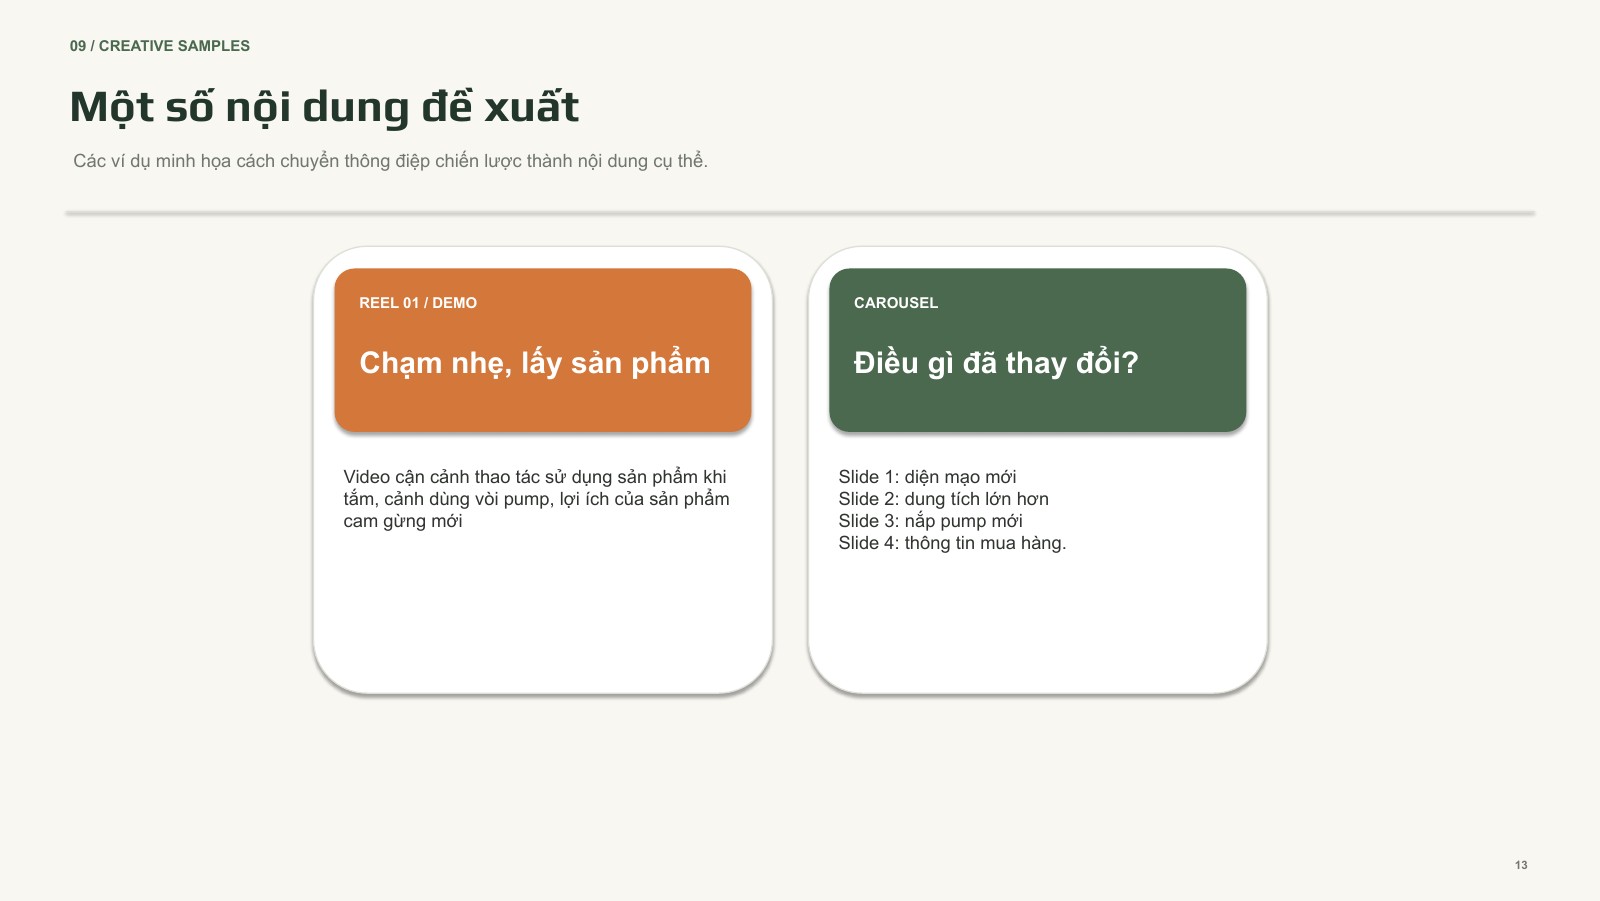 09 / CREATIVE SAMPLES
Một số nội dung đề xuất
Các ví dụ minh họa cách chuyển thông điệp chiến lược thành nội dung cụ thể.
REEL 01 / DEMO
Chạm nhẹ, lấy sản phẩm
Video cận cảnh thao tác sử dụng sản phẩm khi
tắm, cảnh dùng vòi pump, lợi ích của sản phẩm
cam gừng mới
CAROUSEL
Điều gì đã thay đổi?
Slide 1: diện mạo mới
Slide 2: dung tích lớn hơn
Slide 3: nắp pump mới
Slide 4: thông tin mua hàng.
13